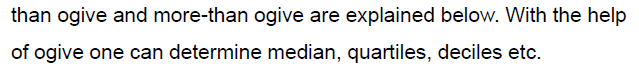 than ogive and more-than ogive are explained below. With the help
of ogive one can determine median, quartiles, deciles etc.